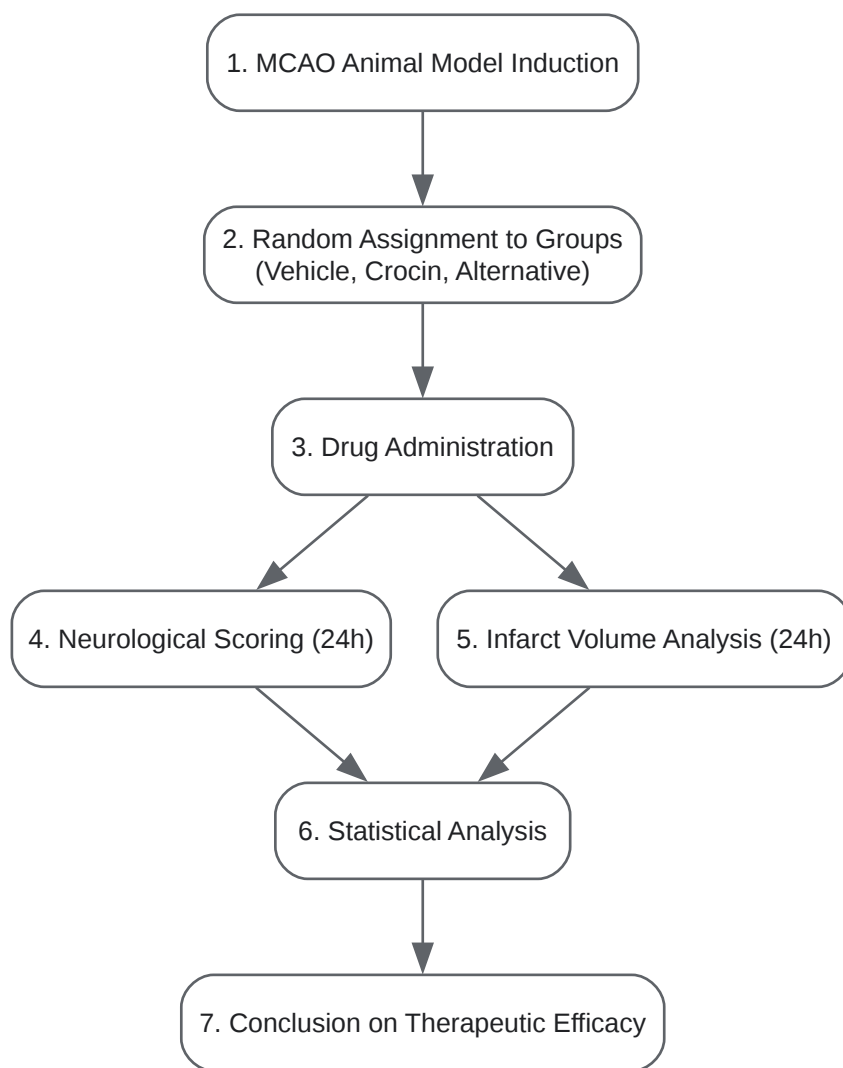 1. MCAO Animal Model Induction
2. Random Assignment to Groups
(Vehicle, Crocin, Alternative)
3. Drug Administration
4. Neurological Scoring (24h)
5. Infarct Volume Analysis (24h)
6. Statistical Analysis
7. Conclusion on Therapeutic Efficacy